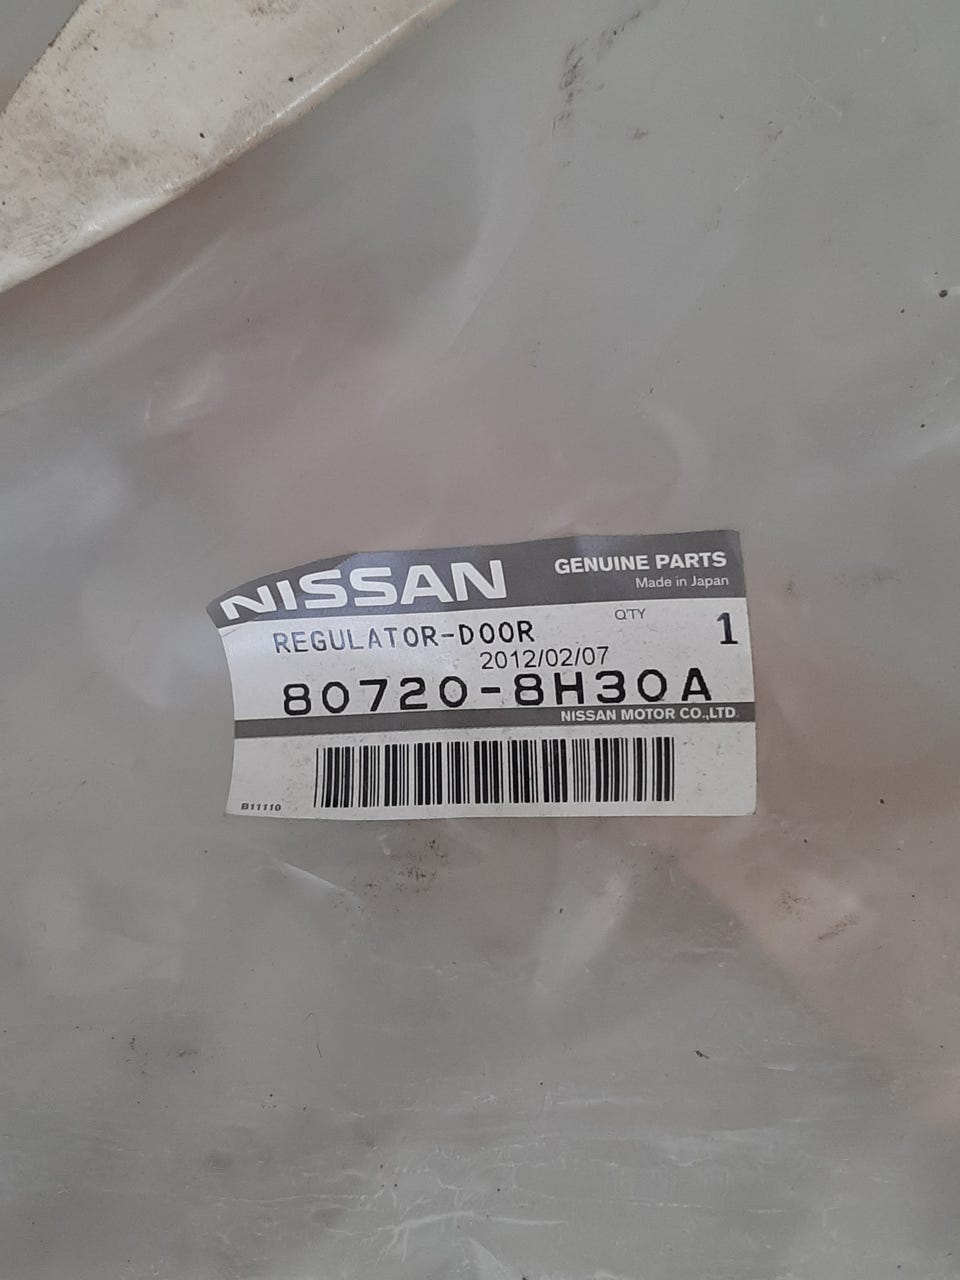 NISSAN
GENUINE PARTS
Made in Japan
Q'TY
REGULATOR-DOOR
1
2012/02/07
80720-8H30A
NISSAN MOTOR CO.,LTD.
B11110